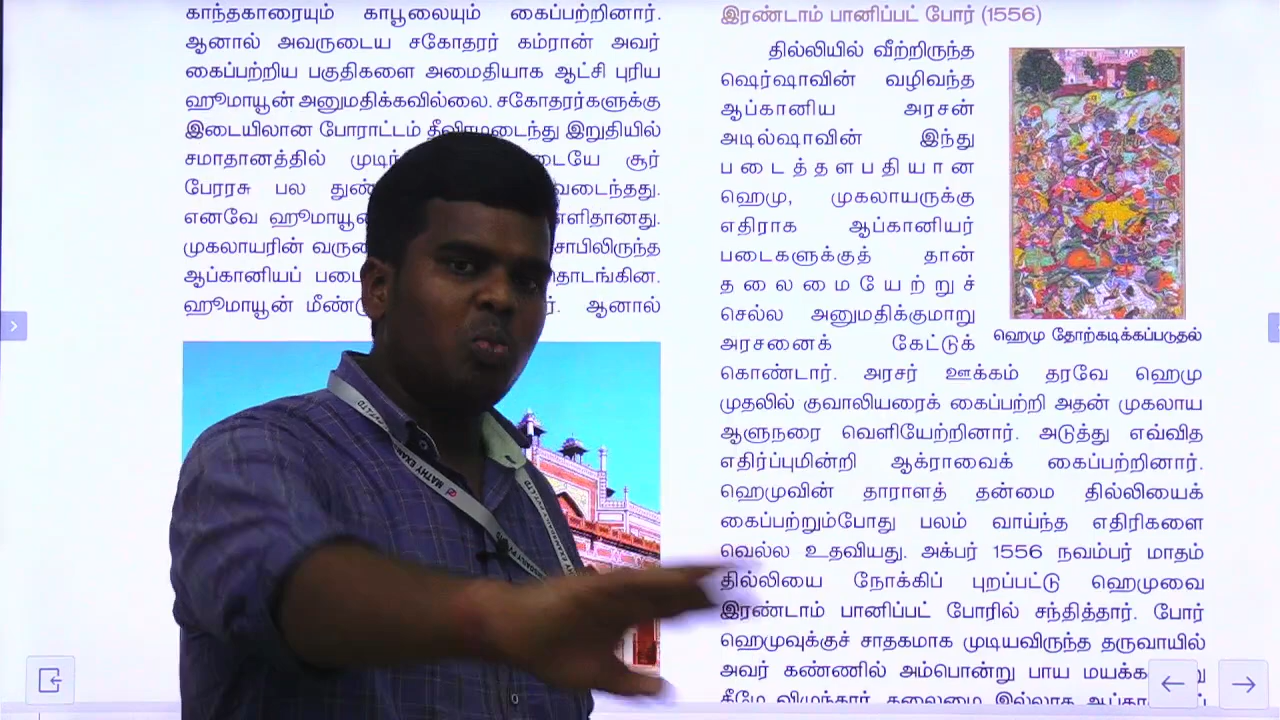 காந்தகாரையும் காபூலையும் கைப்பற்றினார்.
ஆனால் அவருடைய சகோதரர் கம்ரான் அவர்
கைப்பற்றிய பகுதிகளை அமைதியாக ஆட்சி புரிய
ஹூமாயூன் அனுமதிக்கவில்லை. சகோதரர்களுக்கு
இடையிலான போராட்டம் தீவிரமடைந்து இறுதியில்
சமாதானத்தில் சூர்
பேரரசு பல
எனவே
முகலாயரின்
ஆப்கானியப் தொடங்கின.
ஹூமாயூன் ஆனால்
இரண்டாம் பானிப்பட் போர் (1556)
தில்லியில் வீற்றிருந்த
ஷெர்ஷாவின் வழிவந்த
ஆப்கானிய அரசன்
அடில்ஷாவின் இந்து
படைத்தளபதியான
ஹெமு, முகலாயருக்கு
எதிராக ஆப்கானியர்
படைகளுக்குத் தான்
தலைமையேற்றுச்
செல்ல அனுமதிக்குமாறு
அரசனைக் கேட்டுக்
ஹெமு தோற்கடிக்கப்படுதல்
கொண்டார். அரசர் ஊக்கம் தரவே ஹெமு
முதலில் குவாலியரைக் கைப்பற்றி அதன் முகலாய
ஆளுநரை வெளியேற்றினார். அடுத்து எவ்வித
எதிர்ப்புமின்றி ஆக்ராவைக் கைப்பற்றினார்.
ஹெமுவின் தாராளத் தன்மை தில்லியைக்
கைப்பற்றும்போது பலம் வாய்ந்த எதிரிகளை
வெல்ல உதவியது. அக்பர் 1556 நவம்பர் மாதம்
தில்லியை நோக்கிப் புறப்பட்டு ஹெமுவை
இரண்டாம் பானிப்பட் போரில் சந்தித்தார். போர்
ஹெமுவுக்குச் சாதகமாக முடியவிருந்த தருவாயில்
அவர் கண்ணில் அம்பொன்று பாய
கீழே விழுந்தார். தலைமை இல்லாத